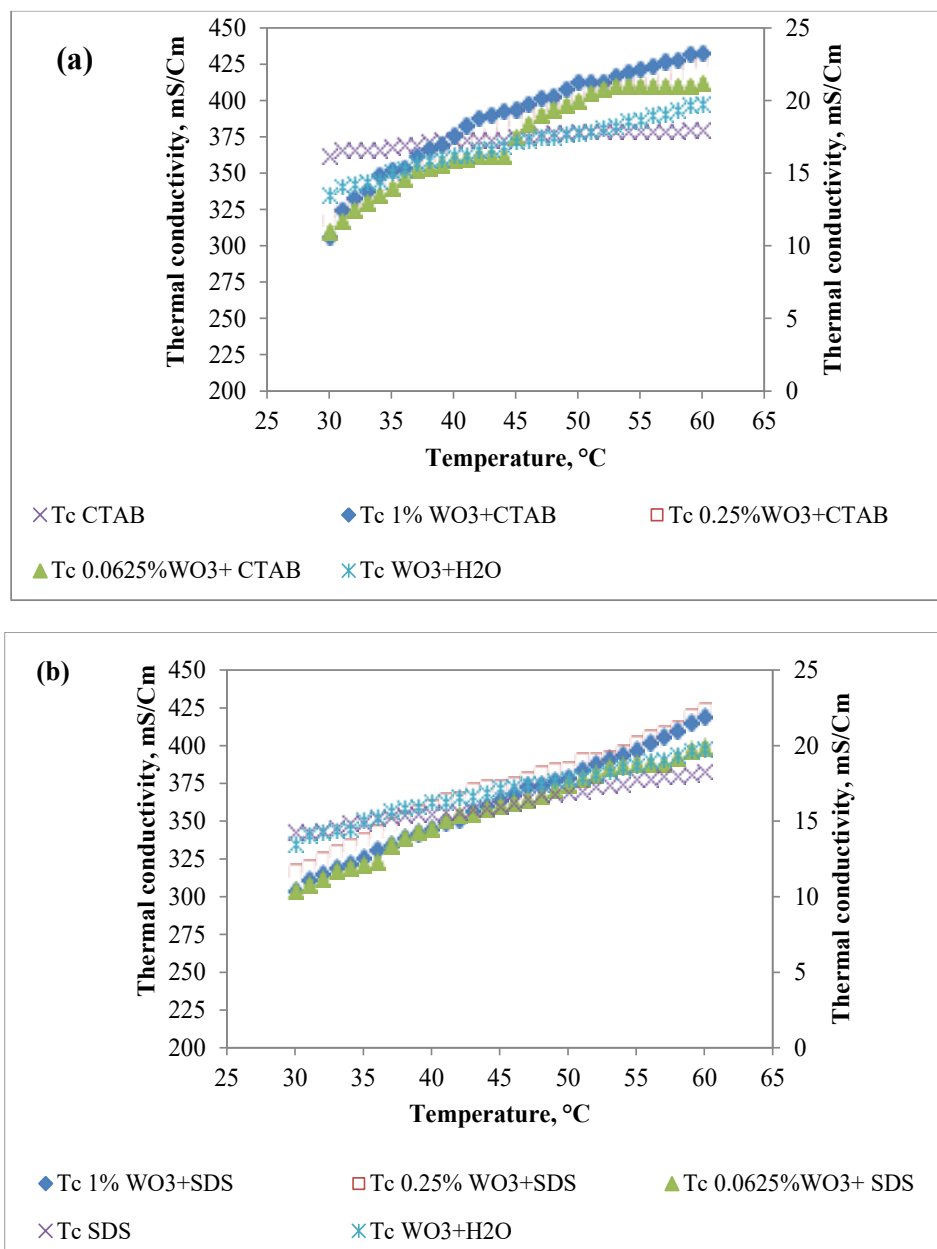 (a)
Thermal conductivity, mS/Cm
450
425
400
375
350
325
300
275
250
225
200
25
20
15
10
5
0
Thermal conductivity, mS/Cm
25 30 35 40 45 50 55 60 65
Temperature, °C
Tc CTAB Tc 1% WO3+CTAB Tc 0.25%WO3+CTAB
Tc 0.0625%WO3+ CTAB Tc WO3+H2O
(b)
Thermal conductivity, mS/Cm
450
425
400
375
350
325
300
275
250
225
200
25
20
15
10
5
0
Thermal conductivity, mS/Cm
25 30 35 40 45 50 55 60 65
Temperature, °C
Tc 1% WO3+SDS Tc 0.25% WO3+SDS Tc 0.0625%WO3+ SDS
Tc SDS Tc WO3+H2O